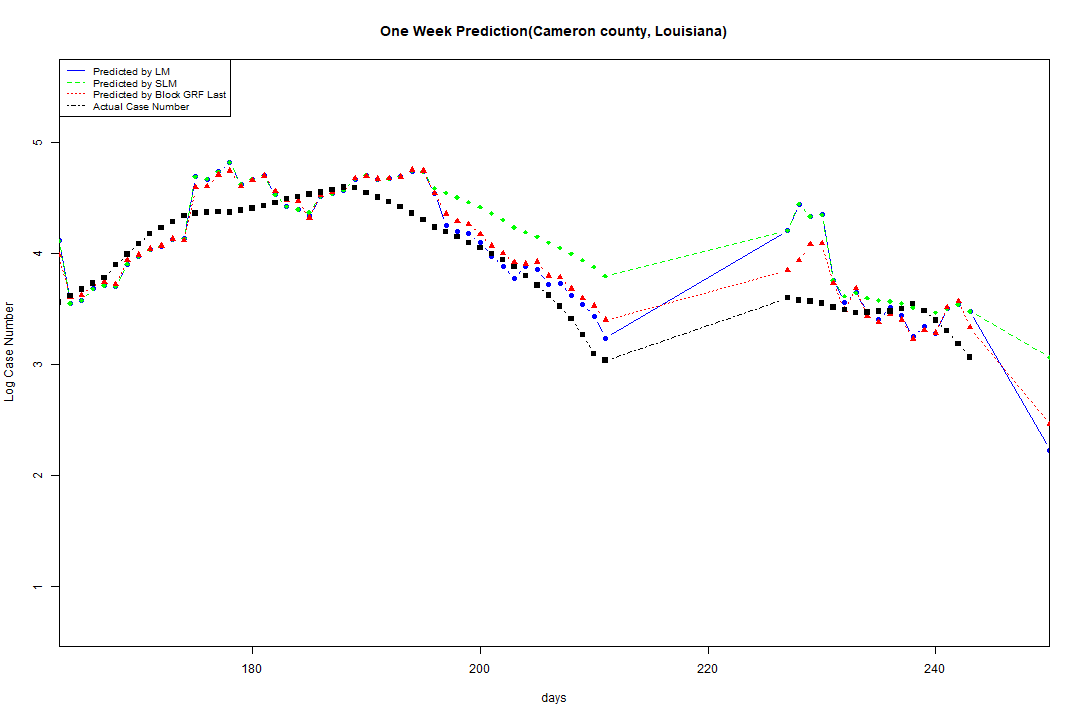 One Week Prediction(Cameron county, Louisiana)
Predicted by LM
Predicted by SLM
Predicted by Block GRF Last
Actual Case Number
5
4
3
2
1
Log Case Number
180 200 220 240
days